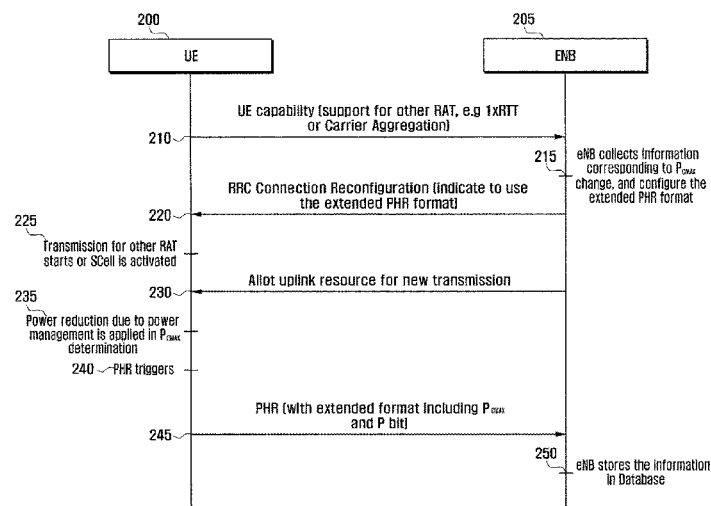 200
UE
205
ENB
UE capability (support for other RAT, e.g 1xRTT
or Carrier Aggregation)
210
215
eNB collects information
corresponding to PCMAX
change, and configure the
extended PHR format
RRC Connection Reconfiguration (indicate to use
the extended PHR format)
220
225
Transmission for other RAT
starts or SCell is activated
Allot uplink resource for new transmission
230
235
Power reduction due to power
management is applied in PCMAX
determination
240
PHR triggers
PHR (with extended format including PCMAX
and P bit)
245
250
eNB stores the information
in Database